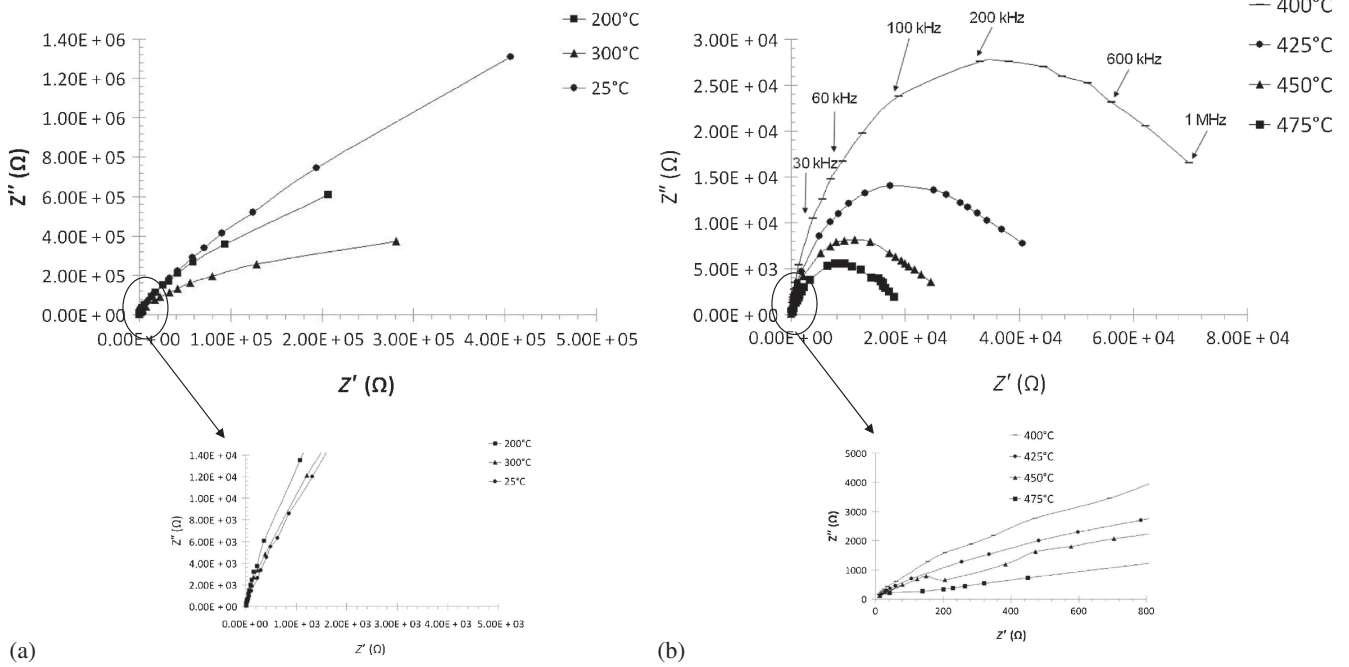 200°C
300°C
25°C
1.40E + 06
1.20E + 06
1.00E + 06
8.00E + 05
6.00E + 05
4.00E + 05
2.00E + 05
0.00E + 00
Z″ (Ω)
0.00E + 00 1.00E + 05 2.00E + 05 3.00E + 05 4.00E + 05 5.00E + 05
Z′ (Ω)
200°C
300°C
25°C
1.40E + 04
1.20E + 04
1.00E + 04
8.00E + 03
6.00E + 03
4.00E + 03
2.00E + 03
0.00E + 00
Z″ (Ω)
0.00E + 00 1.00E + 03 2.00E + 03 3.00E + 03 4.00E + 03 5.00E + 03
Z′ (Ω)
(a)
400°C
425°C
450°C
475°C
3.00E + 04
2.50E + 04
2.00E + 04
1.50E + 04
1.00E + 04
5.00E + 03
0.00E + 00
Z″ (Ω)
30 kHz
60 kHz
100 kHz
200 kHz
600 kHz
1 MHz
0.00E + 00 2.00E + 04 4.00E + 04 6.00E + 04 8.00E + 04
Z′ (Ω)
400°C
425°C
450°C
475°C
5000
4000
3000
2000
1000
0
Z″ (Ω)
0 200 400 600 800
Z′ (Ω)
(b)